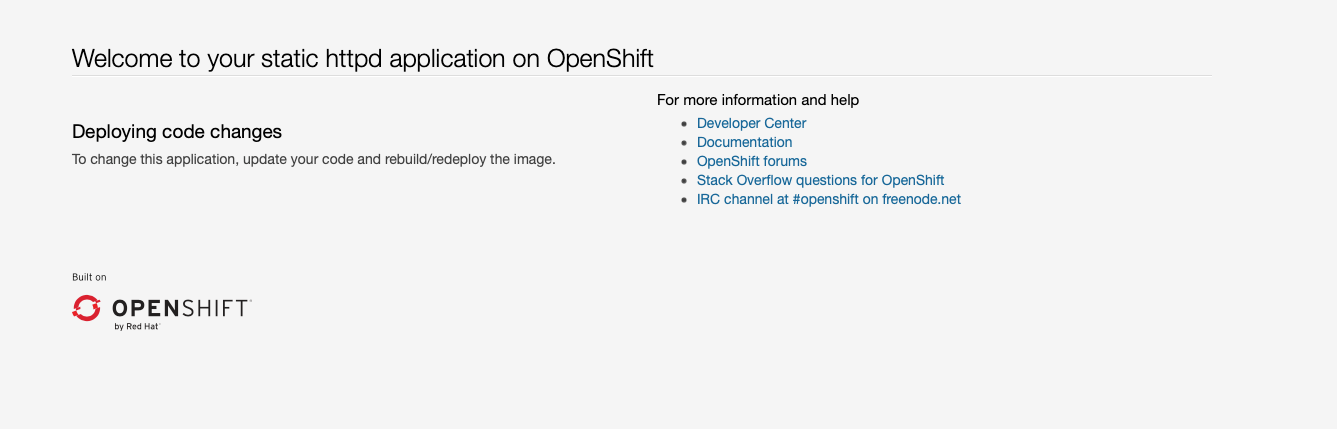 Welcome to your static httpd application on OpenShift
Deploying code changes
To change this application, update your code and rebuild/redeploy the image.
For more information and help
Developer Center
Documentation
OpenShift forums
Stack Overflow questions for OpenShift
IRC channel at #openshift on freenode.net
Built on
OPENSHIFT
by Red Hat